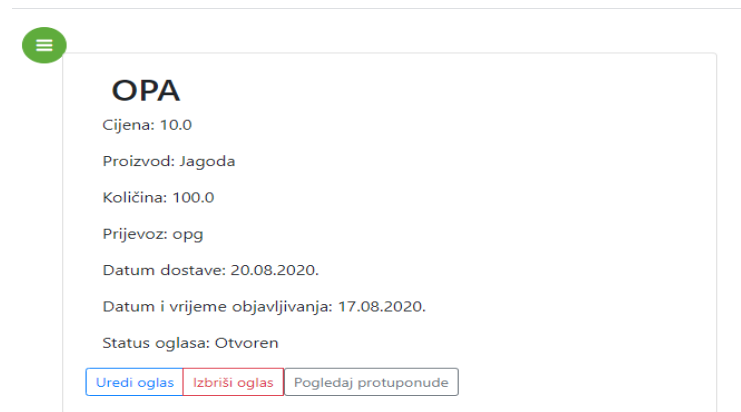 OPA
Cijena: 10.0
Proizvod: Jagoda
Količina: 100.0
Prijevoz: opg
Datum dostave: 20.08.2020.
Datum i vrijeme objavljivanja: 17.08.2020.
Status oglasa: Otvoren
Uredi oglas Izbriši oglas Pogledaj protuponude